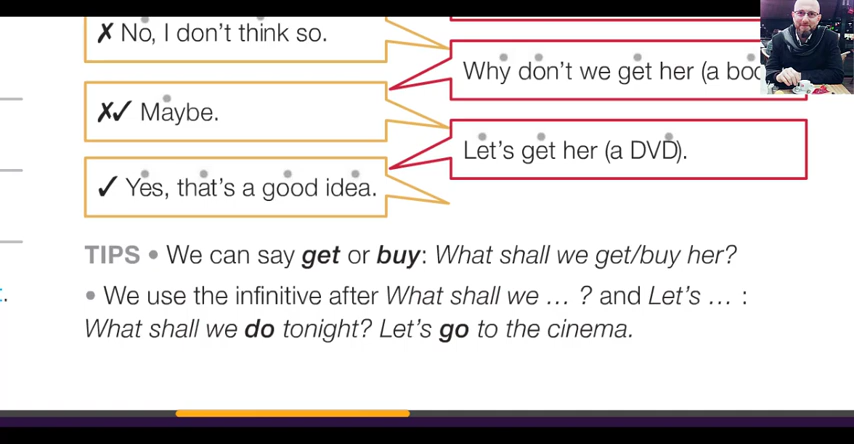 ✗ No, I don't think so.
Why don't we get her (a
✗✓ Maybe.
Let's get her (a DVD).
✓ Yes, that's a good idea.
TIPS • We can say get or buy: What shall we get/buy her?
• We use the infinitive after What shall we … ? and Let's … :
What shall we do tonight? Let's go to the cinema.